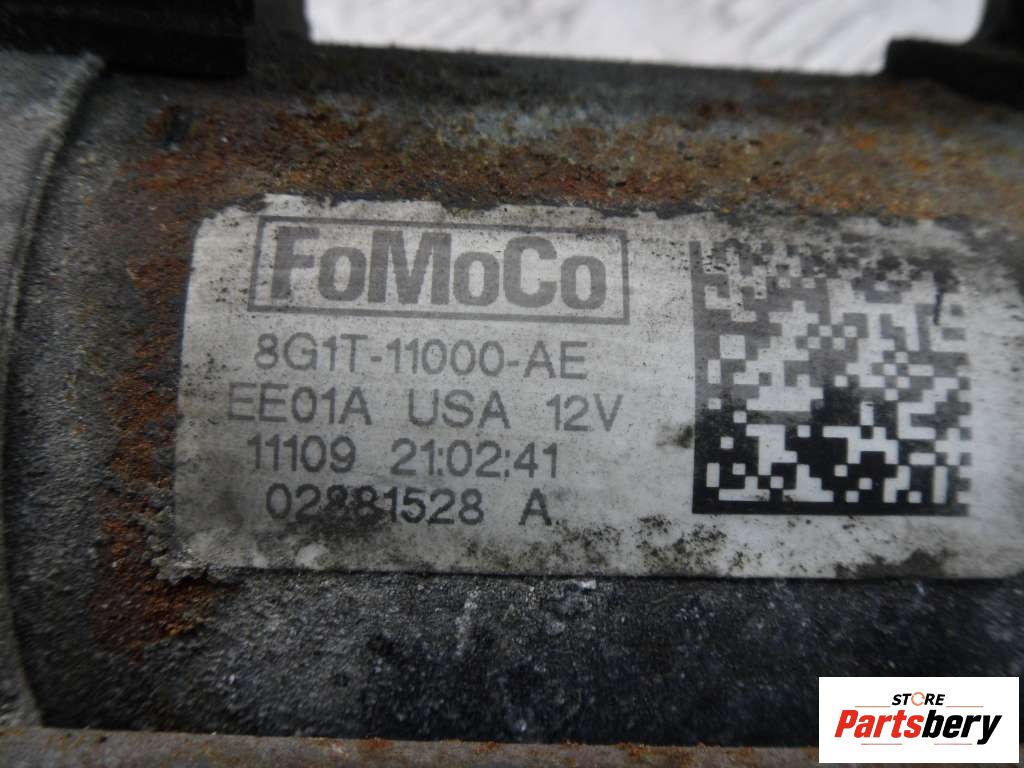 FoMoCo
8G1T-11000-AE
EE01A USA 12V
11109 21:02:41
02881528 A
STORE
Partsbery